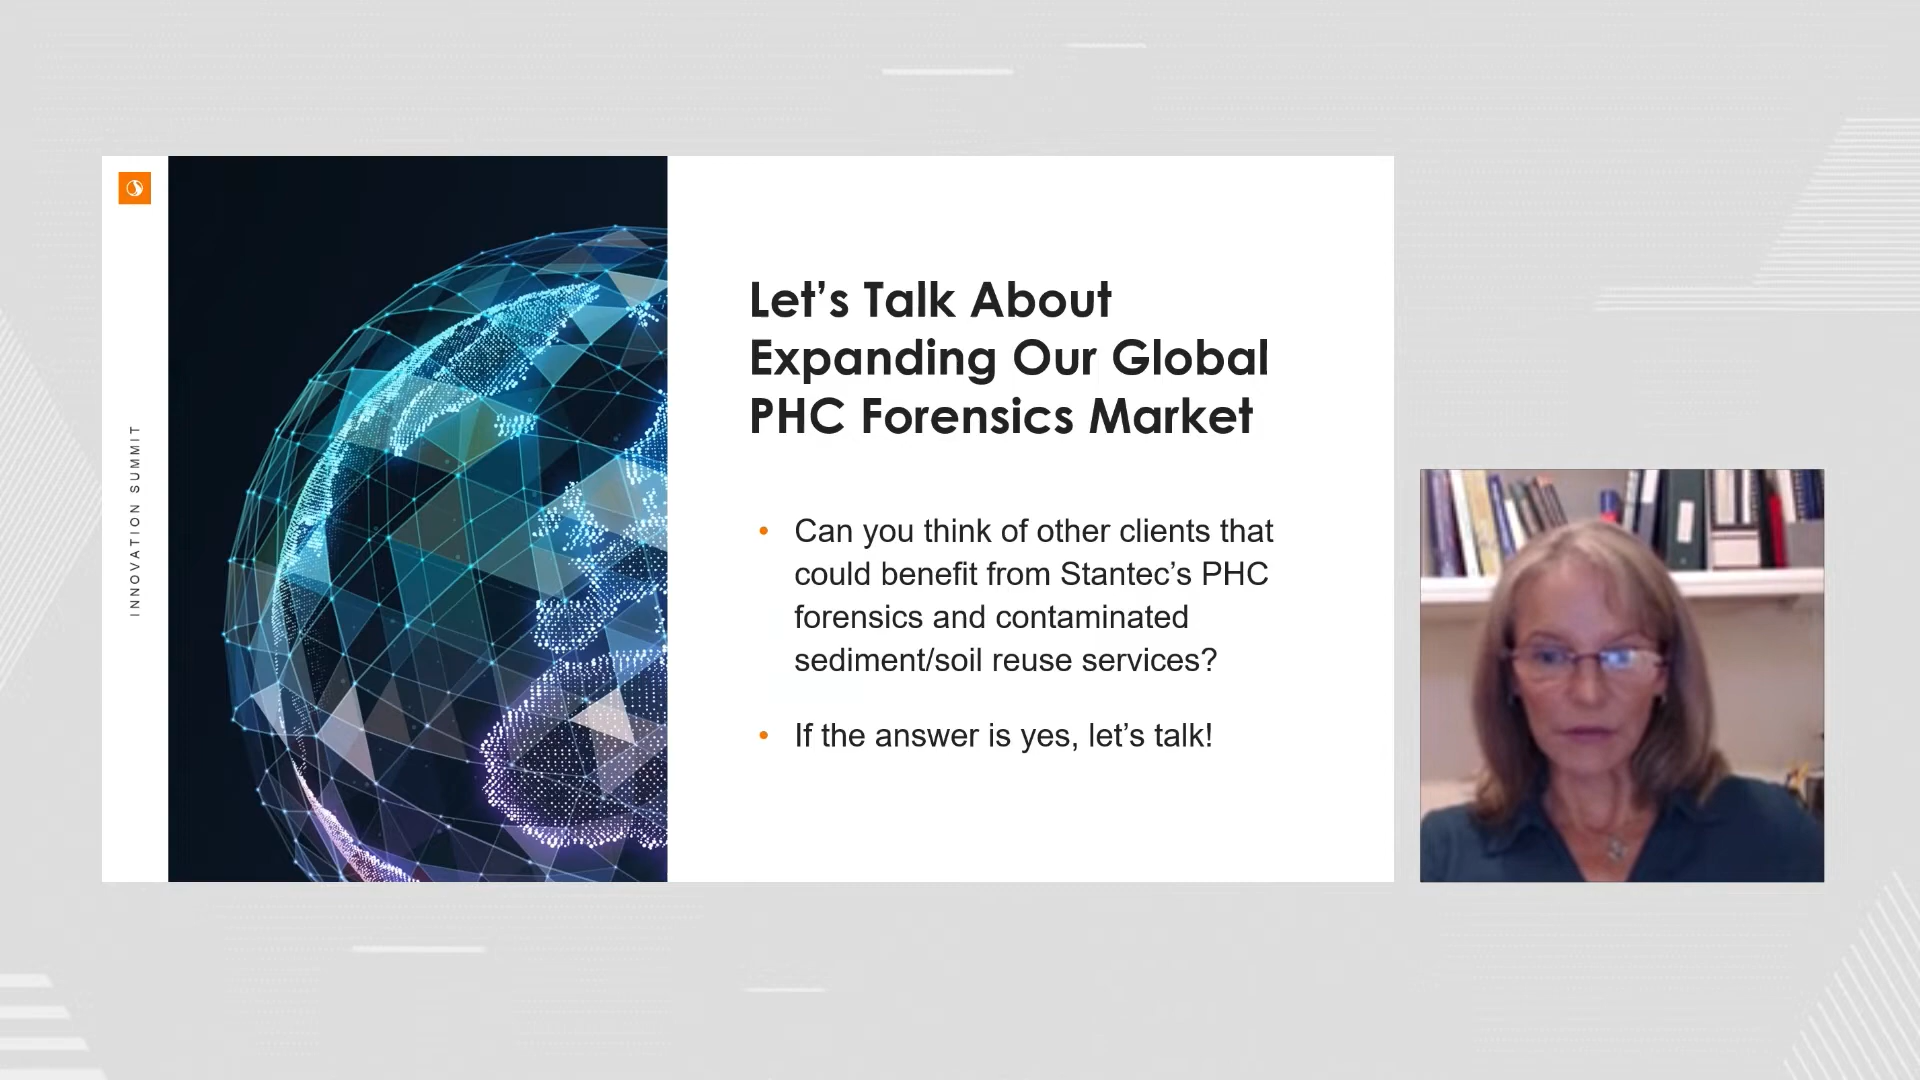 INNOVATION SUMMIT
Let’s Talk About
Expanding Our Global
PHC Forensics Market
• Can you think of other clients that
could benefit from Stantec’s PHC
forensics and contaminated
sediment/soil reuse services?
• If the answer is yes, let’s talk!